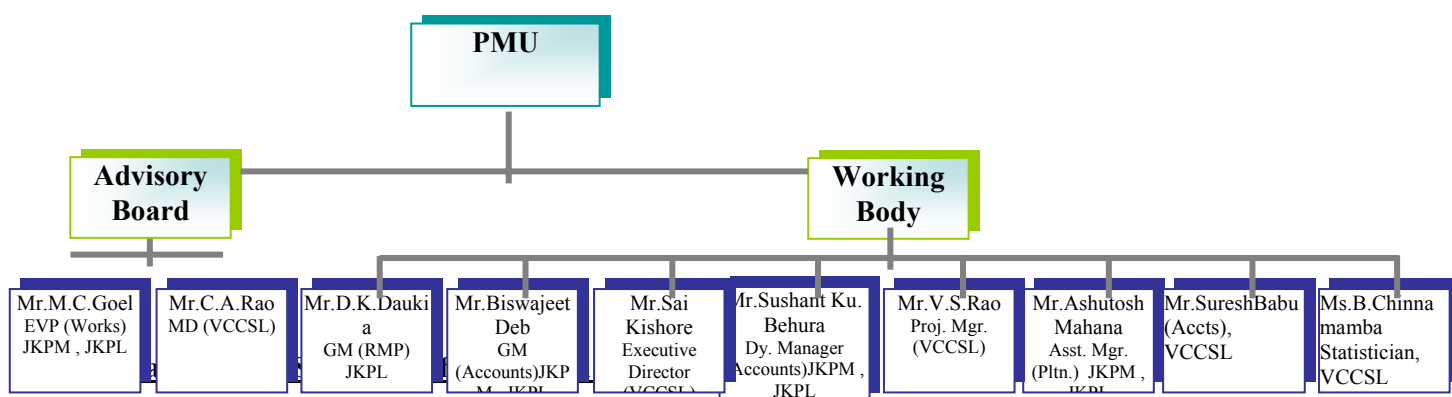 PMU
Advisory
Board
Working
Body
Mr.M.C.Goel
EVP (Works)
JKPM , JKPL
Mr.C.A.Rao
MD (VCCSL)
Mr.D.K.Dauki
a
GM (RMP)
JKPL
Mr.Biswajeet
Deb
GM
(Accounts)JKP
M , JKPL
Mr.Sai
Kishore
Executive
Director
(VCCSL)
Mr.Sushant Ku.
Behura
Dy. Manager
(Accounts)JKPM ,
JKPL
Mr.V.S.Rao
Proj. Mgr.
(VCCSL)
Mr.Ashutosh
Mahana
Asst. Mgr.
(Pltn.) JKPM ,
JKPL
Mr.SureshBabu
(Accts),
VCCSL
Ms.B.Chinna
mamba
Statistician,
VCCSL